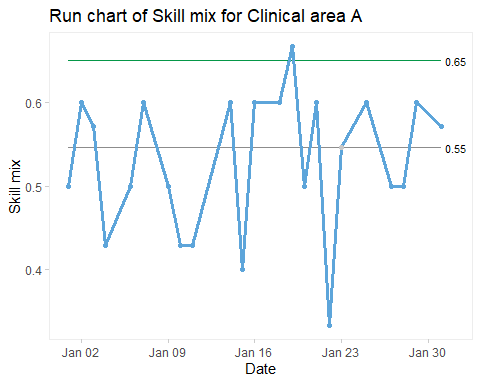 Run chart of Skill mix for Clinical area A
0.65
0.6
0.55
0.5
0.4
Skill mix
Jan 02 Jan 09 Jan 16 Jan 23 Jan 30
Date